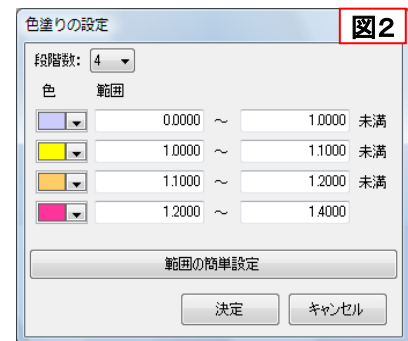 色塗りの設定
図2
段階数: 4
色 範囲
0.0000 ～ 1.0000 未満
1.0000 ～ 1.1000 未満
1.1000 ～ 1.2000 未満
1.2000 ～ 1.4000
範囲の簡単設定
決定 キャンセル